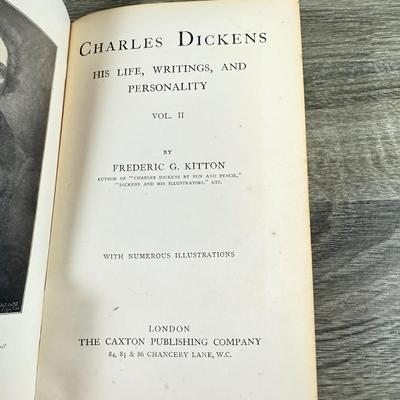 CHARLES DICKENS
HIS LIFE, WRITINGS, AND
PERSONALITY
VOL. II
BY
FREDERIC G. KITTON
AUTHOR OF "CHARLES DICKENS BY PEN AND PENCIL,"
"DICKENS AND HIS ILLUSTRATORS," ETC.
WITH NUMEROUS ILLUSTRATIONS
LONDON
THE CAXTON PUBLISHING COMPANY
84, 85 & 86 CHANCERY LANE, W.C.